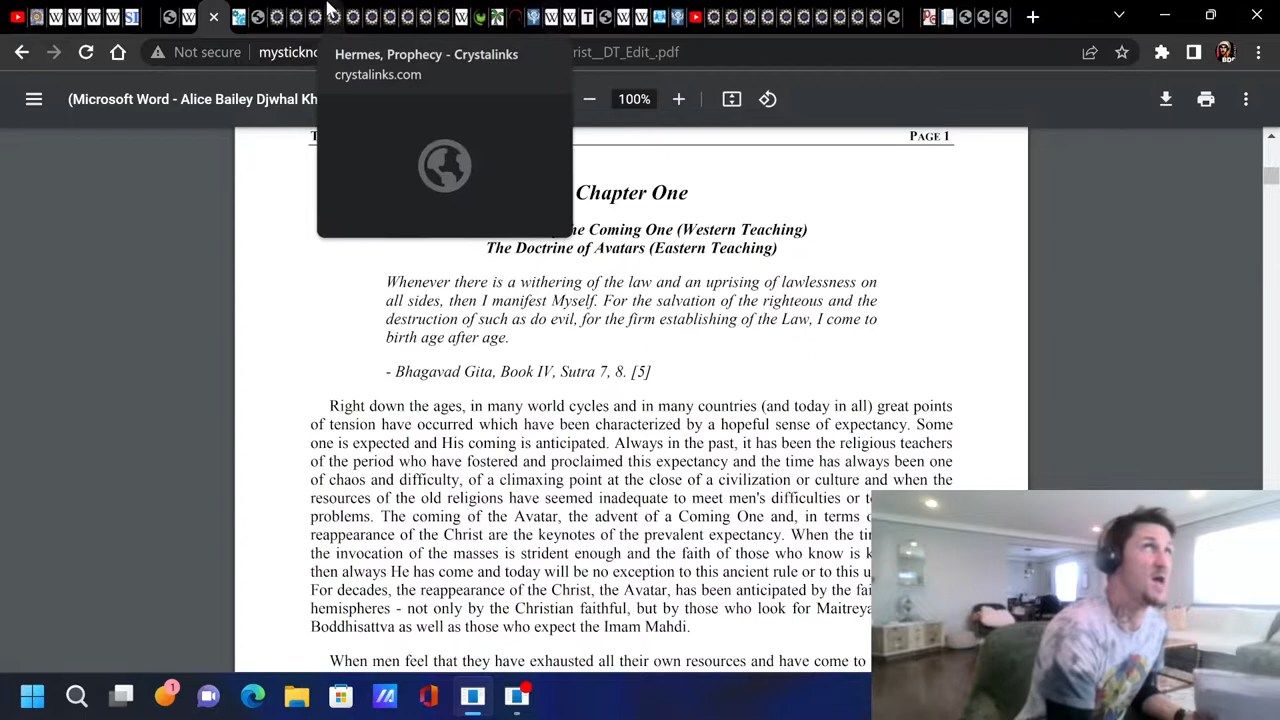 Not secure
mysticknc
rist__DT_Edit_.pdf
Hermes, Prophecy - Crystalinks
crystalinks.com
(Microsoft Word - Alice Bailey Djwhal Kh
100%
PAGE 1
Chapter One
he Coming One (Western Teaching)
The Doctrine of Avatars (Eastern Teaching)
Whenever there is a withering of the law and an uprising of lawlessness on
all sides, then I manifest Myself. For the salvation of the righteous and the
destruction of such as do evil, for the firm establishing of the Law, I come to
birth age after age.
- Bhagavad Gita, Book IV, Sutra 7, 8. [5]
Right down the ages, in many world cycles and in many countries (and today in all) great points
of tension have occurred which have been characterized by a hopeful sense of expectancy. Some
one is expected and His coming is anticipated. Always in the past, it has been the religious teachers
of the period who have fostered and proclaimed this expectancy and the time has always been one
of chaos and difficulty, of a climaxing point at the close of a civilization or culture and when the
resources of the old religions have seemed inadequate to meet men's difficulties or to
problems. The coming of the Avatar, the advent of a Coming One and, in terms o
reappearance of the Christ are the keynotes of the prevalent expectancy. When the tim
the invocation of the masses is strident enough and the faith of those who know is k
then always He has come and today will be no exception to this ancient rule or to this u
For decades, the reappearance of the Christ, the Avatar, has been anticipated by the fai
hemispheres - not only by the Christian faithful, but by those who look for Maitreya
Boddhisattva as well as those who expect the Imam Mahdi.
When men feel that they have exhausted all their own resources and have come to